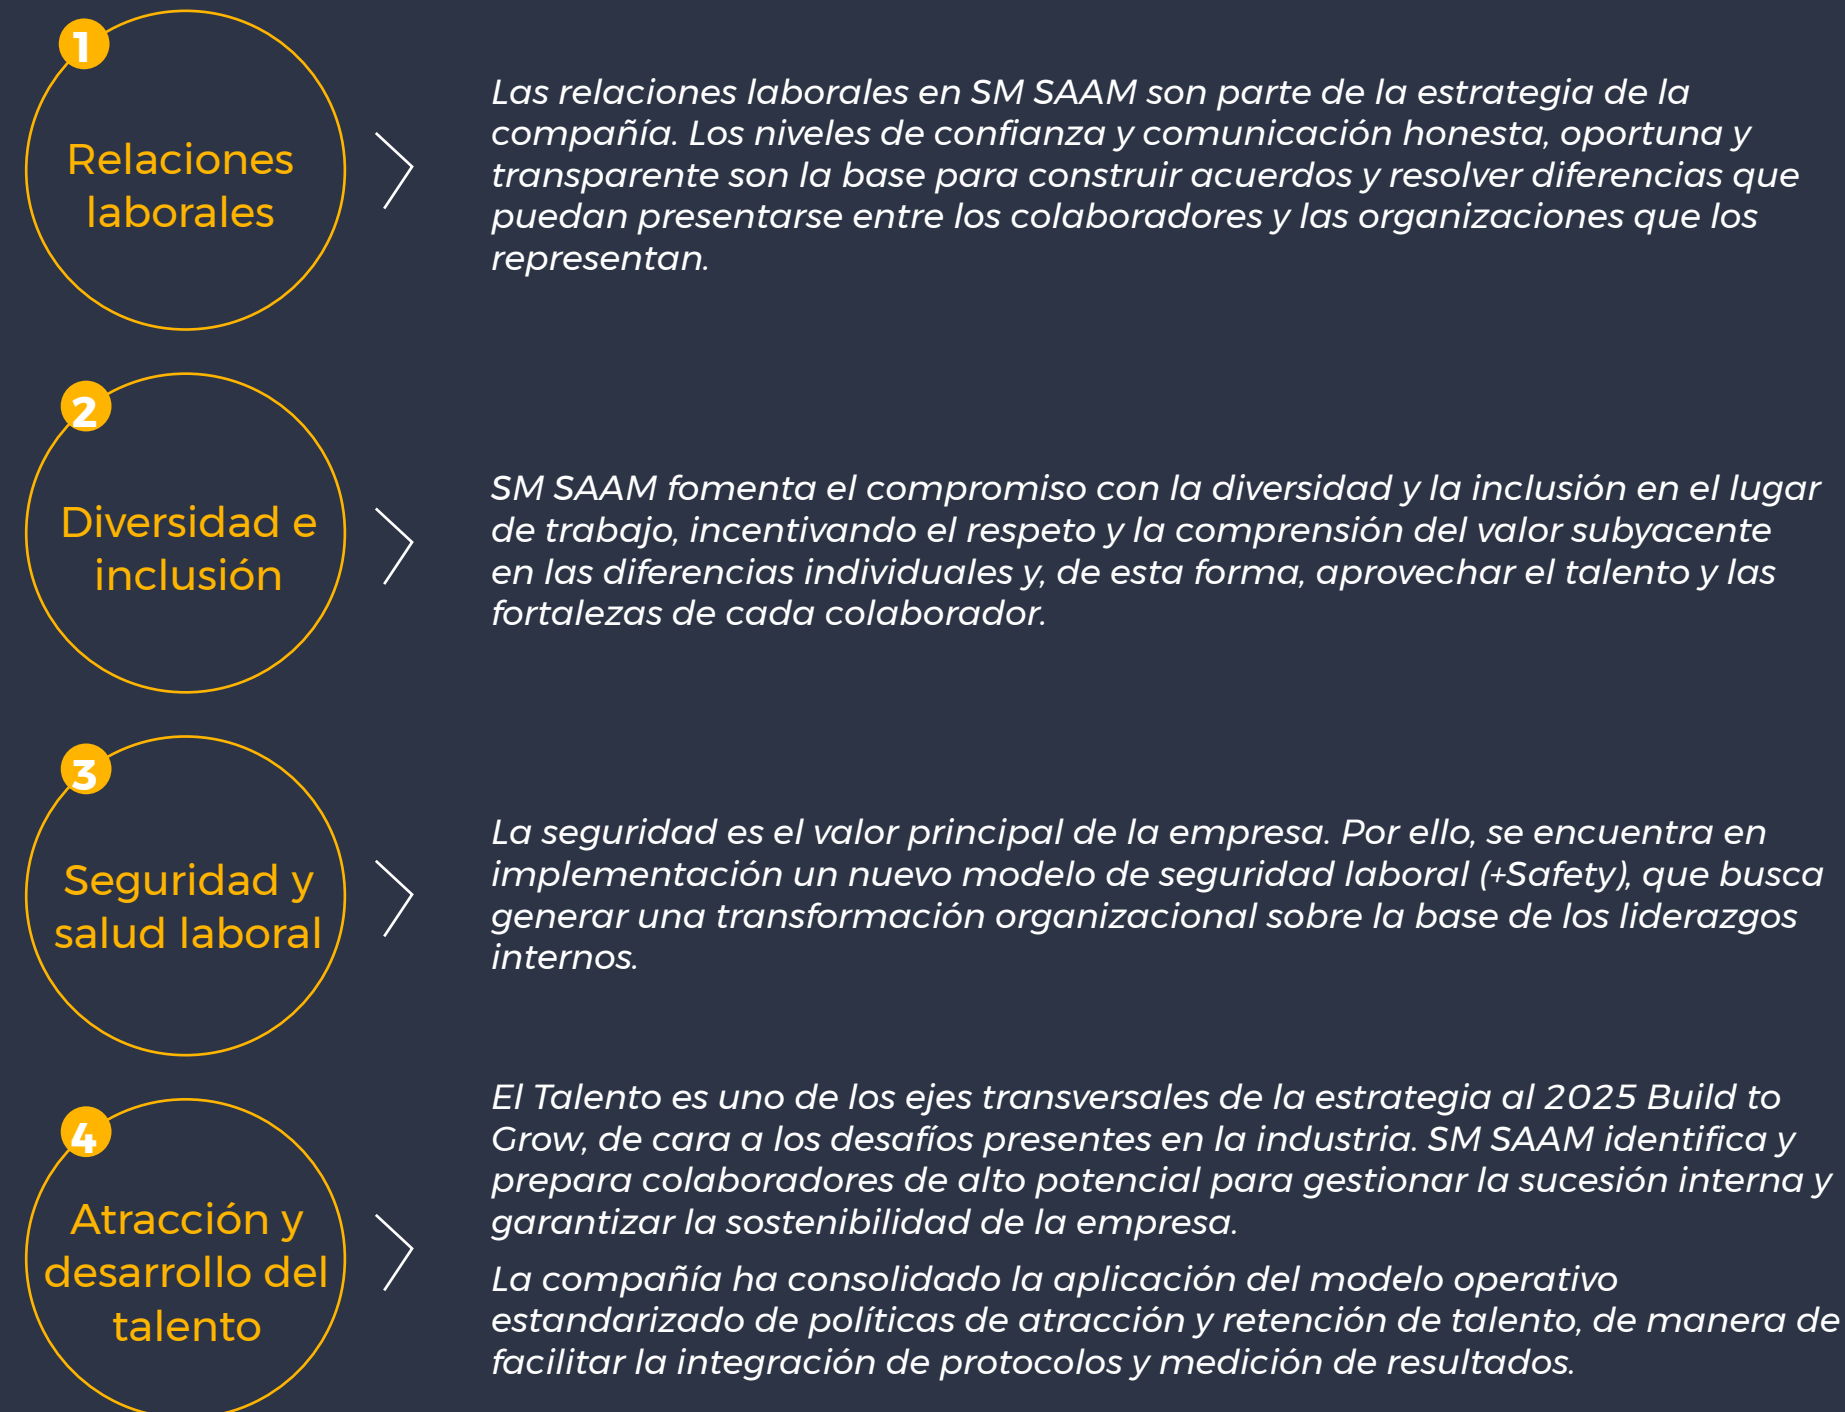 1
Relaciones
laborales
Las relaciones laborales en SM SAAM son parte de la estrategia de la
compañía. Los niveles de confianza y comunicación honesta, oportuna y
transparente son la base para construir acuerdos y resolver diferencias que
puedan presentarse entre los colaboradores y las organizaciones que los
representan.
2
Diversidad e
inclusión
SM SAAM fomenta el compromiso con la diversidad y la inclusión en el lugar
de trabajo, incentivando el respeto y la comprensión del valor subyacente
en las diferencias individuales y, de esta forma, aprovechar el talento y las
fortalezas de cada colaborador.
3
Seguridad y
salud laboral
La seguridad es el valor principal de la empresa. Por ello, se encuentra en
implementación un nuevo modelo de seguridad laboral (+Safety), que busca
generar una transformación organizacional sobre la base de los liderazgos
internos.
4
Atracción y
desarrollo del
talento
El Talento es uno de los ejes transversales de la estrategia al 2025 Build to
Grow, de cara a los desafíos presentes en la industria. SM SAAM identifica y
prepara colaboradores de alto potencial para gestionar la sucesión interna y
garantizar la sostenibilidad de la empresa.
La compañía ha consolidado la aplicación del modelo operativo
estandarizado de políticas de atracción y retención de talento, de manera de
facilitar la integración de protocolos y medición de resultados.